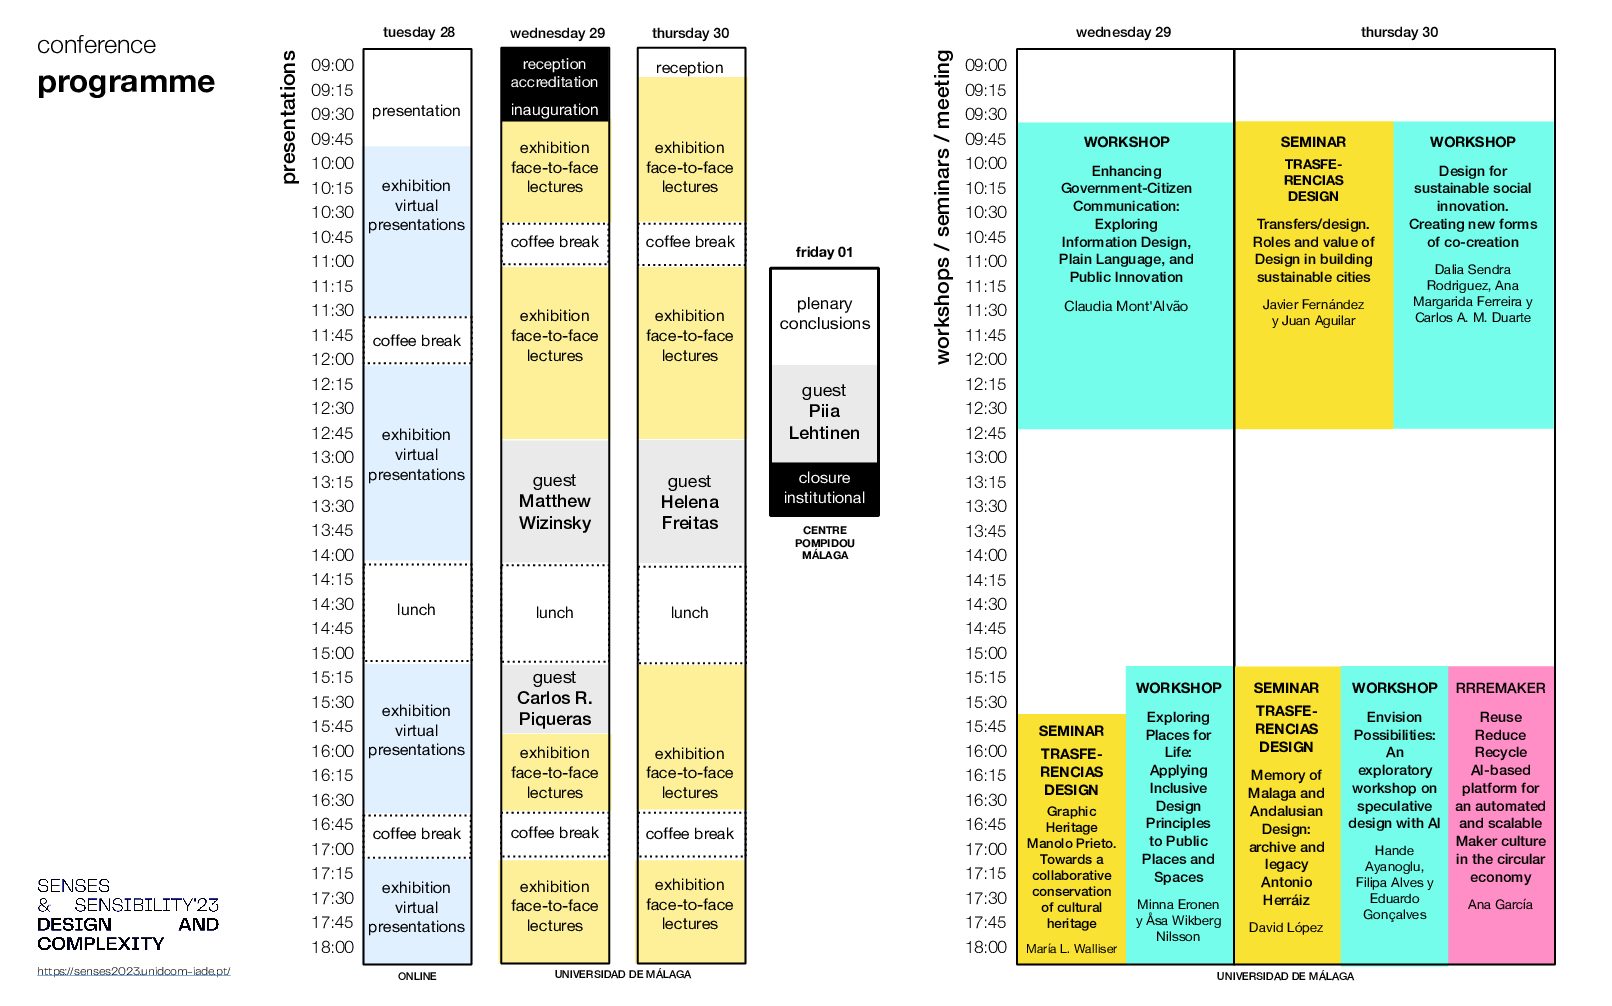 conference
programme
presentations
09:00
09:15
09:30
09:45
10:00
10:15
10:30
10:45
11:00
11:15
11:30
11:45
12:00
12:15
12:30
12:45
13:00
13:15
13:30
13:45
14:00
14:15
14:30
14:45
15:00
15:15
15:30
15:45
16:00
16:15
16:30
16:45
17:00
17:15
17:30
17:45
18:00
tuesday 28
presentation
exhibition
virtual
presentations
coffee break
exhibition
virtual
presentations
lunch
exhibition
virtual
presentations
coffee break
exhibition
virtual
presentations
ONLINE
wednesday 29
reception
accreditation
inauguration
exhibition
face-to-face
lectures
coffee break
exhibition
face-to-face
lectures
guest
Matthew
Wizinsky
lunch
guest
Carlos R.
Piqueras
exhibition
face-to-face
lectures
coffee break
exhibition
face-to-face
lectures
thursday 30
reception
exhibition
face-to-face
lectures
coffee break
exhibition
face-to-face
lectures
guest
Helena
Freitas
lunch
exhibition
face-to-face
lectures
coffee break
exhibition
face-to-face
lectures
UNIVERSIDAD DE MÁLAGA
friday 01
plenary
conclusions
guest
Piia
Lehtinen
closure
institutional
CENTRE
POMPIDOU
MÁLAGA
workshops / seminars / meeting
09:00
09:15
09:30
09:45
10:00
10:15
10:30
10:45
11:00
11:15
11:30
11:45
12:00
12:15
12:30
12:45
13:00
13:15
13:30
13:45
14:00
14:15
14:30
14:45
15:00
15:15
15:30
15:45
16:00
16:15
16:30
16:45
17:00
17:15
17:30
17:45
18:00
wednesday 29
WORKSHOP
Enhancing
Government-Citizen
Communication:
Exploring
Information Design,
Plain Language, and
Public Innovation
Claudia Mont'Alvão
SEMINAR
TRASFE-
RENCIAS
DESIGN
Graphic
Heritage
Manolo Prieto.
Towards a
collaborative
conservation
of cultural
heritage
María L. Walliser
WORKSHOP
Exploring
Places for
Life:
Applying
Inclusive
Design
Principles
to Public
Places and
Spaces
Minna Eronen
y Åsa Wikberg
Nilsson
thursday 30
SEMINAR
TRASFE-
RENCIAS
DESIGN
Transfers/design.
Roles and value of
Design in building
sustainable cities
Javier Fernández
y Juan Aguilar
WORKSHOP
Design for
sustainable social
innovation.
Creating new forms
of co-creation
Dalia Sendra
Rodriguez, Ana
Margarida Ferreira y
Carlos A. M. Duarte
SEMINAR
TRASFE-
RENCIAS
DESIGN
Memory of
Malaga and
Andalusian
Design:
archive and
legacy
Antonio
Herráiz
David López
WORKSHOP
Envision
Possibilities:
An
exploratory
workshop on
speculative
design with AI
Hande
Ayanoglu,
Filipa Alves y
Eduardo
Gonçalves
RRREMAKER
Reuse
Reduce
Recycle
AI-based
platform for
an automated
and scalable
Maker culture
in the circular
economy
Ana García
UNIVERSIDAD DE MÁLAGA
SENSES
& SENSIBILITY'23
DESIGN AND
COMPLEXITY
https://senses2023.unidcom-iade.pt/